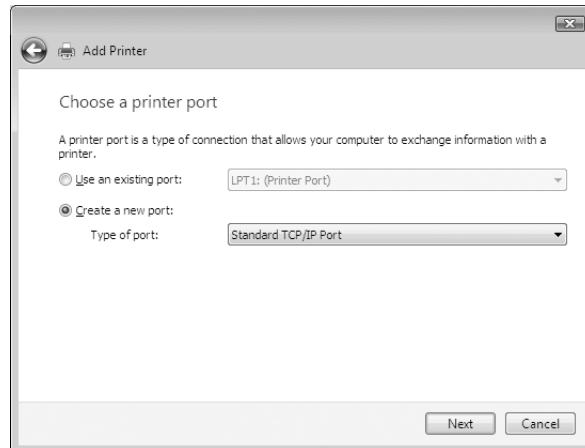 Add Printer
Choose a printer port
A printer port is a type of connection that allows your computer to exchange information with a
printer.
Use an existing port: LPT1: (Printer Port)
Create a new port:
Type of port: Standard TCP/IP Port
Next Cancel